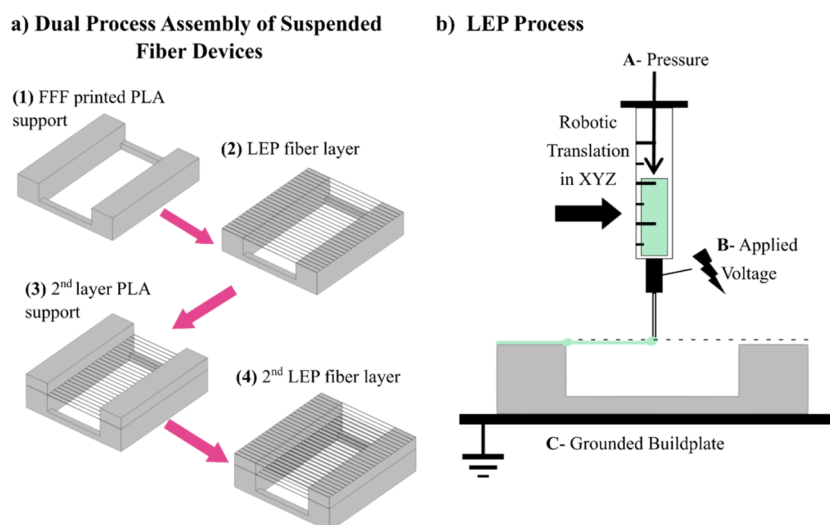 a) Dual Process Assembly of Suspended
Fiber Devices
(1) FFF printed PLA
support
(2) LEP fiber layer
(3) 2nd layer PLA
support
(4) 2nd LEP fiber layer
b) LEP Process
A- Pressure
Robotic
Translation
in XYZ
B- Applied
Voltage
C- Grounded Buildplate